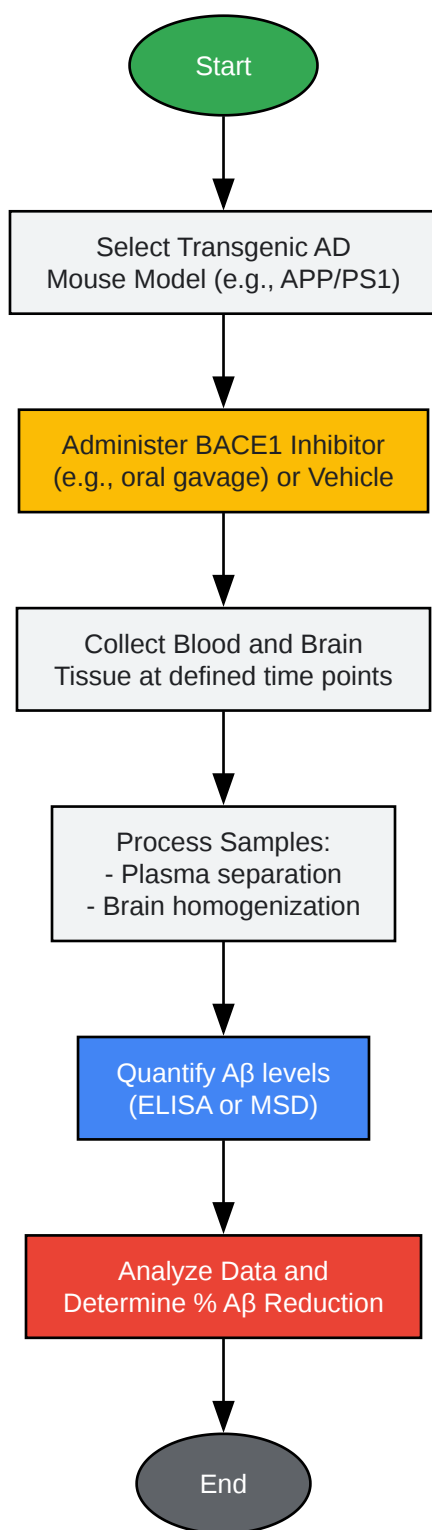 Start
Select Transgenic AD
Mouse Model (e.g., APP/PS1)
Administer BACE1 Inhibitor
(e.g., oral gavage) or Vehicle
Collect Blood and Brain
Tissue at defined time points
Process Samples:
- Plasma separation
- Brain homogenization
Quantify Aβ levels
(ELISA or MSD)
Analyze Data and
Determine % Aβ Reduction
End